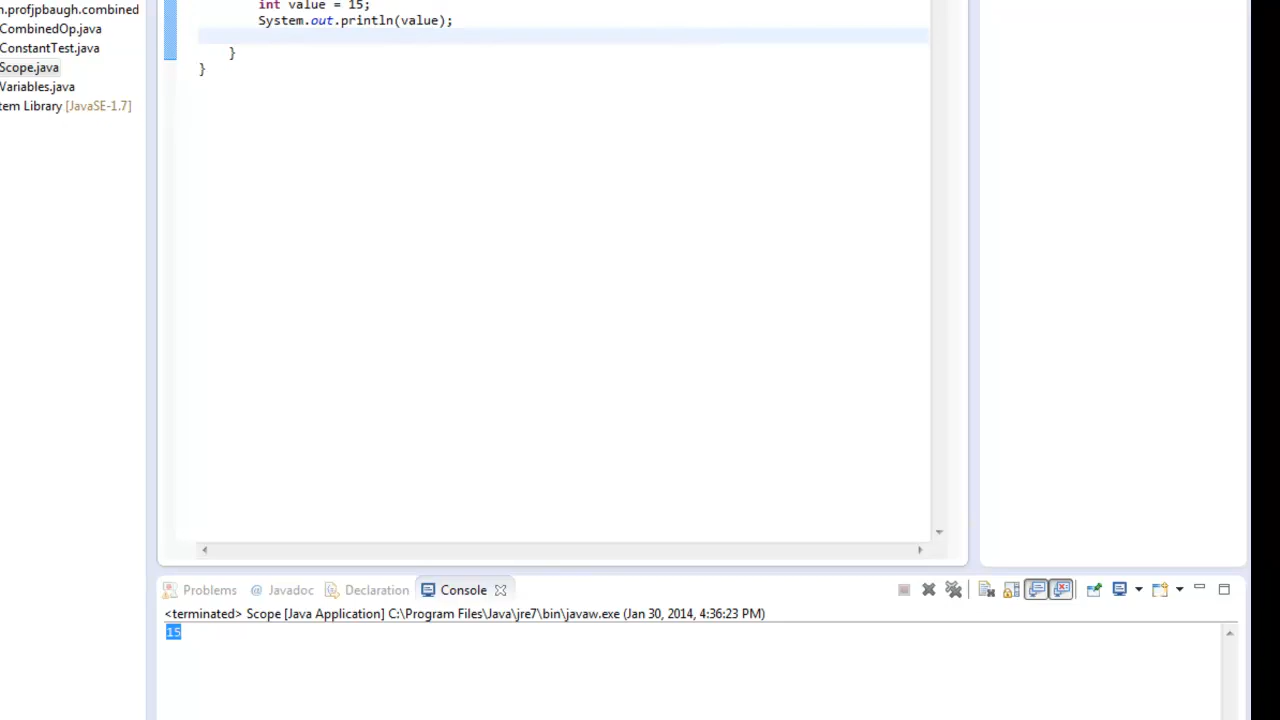 n.profjpbaugh.combined
CombinedOp.java
ConstantTest.java
Scope.java
Variables.java
tem Library [JavaSE-1.7]
int value = 15;
System.out.println(value);
}
}
Problems @ Javadoc Declaration Console
<terminated> Scope [Java Application] C:\Program Files\Java\jre7\bin\javaw.exe (Jan 30, 2014, 4:36:23 PM)
15